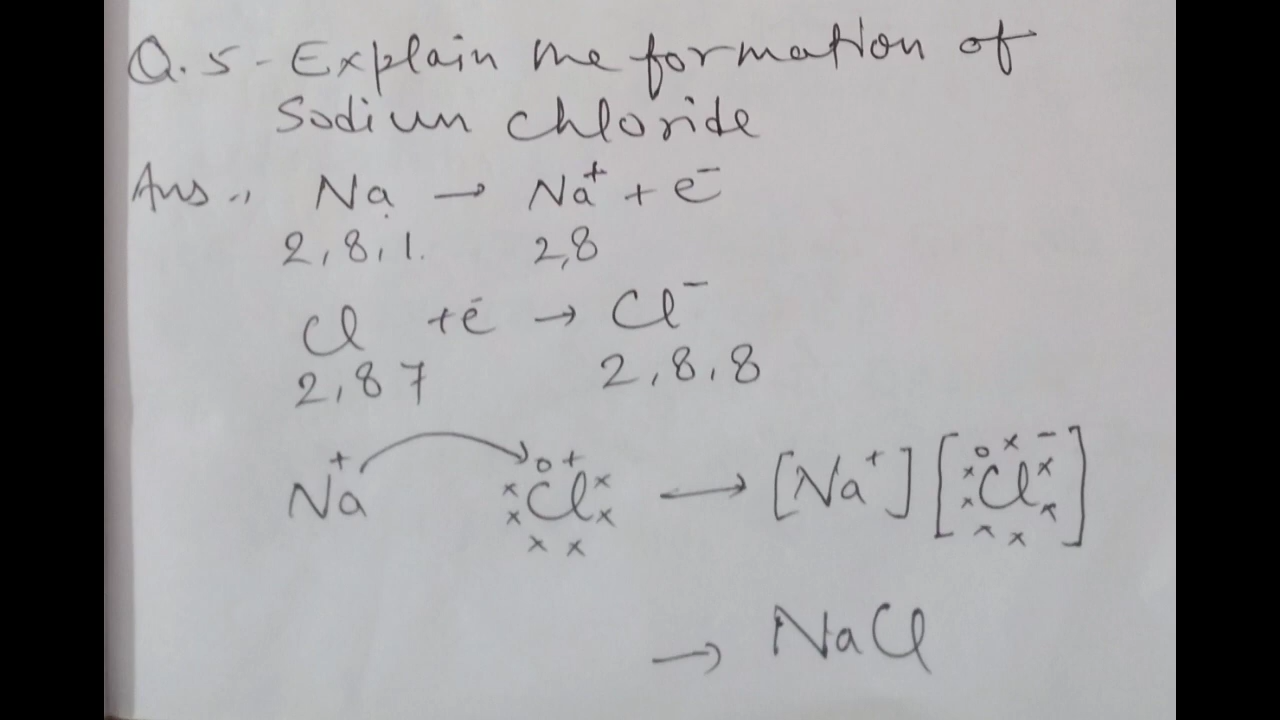 Q.5 - Explain the formation of
Sodium chloride
Ans.. Na → Na⁺ + e⁻
2,8,1. 2,8
Cl +e⁻ → Cl⁻
2,8 7 2,8,8
Na⁺ Cl → [Na⁺] [Cl⁻]
→ NaCl